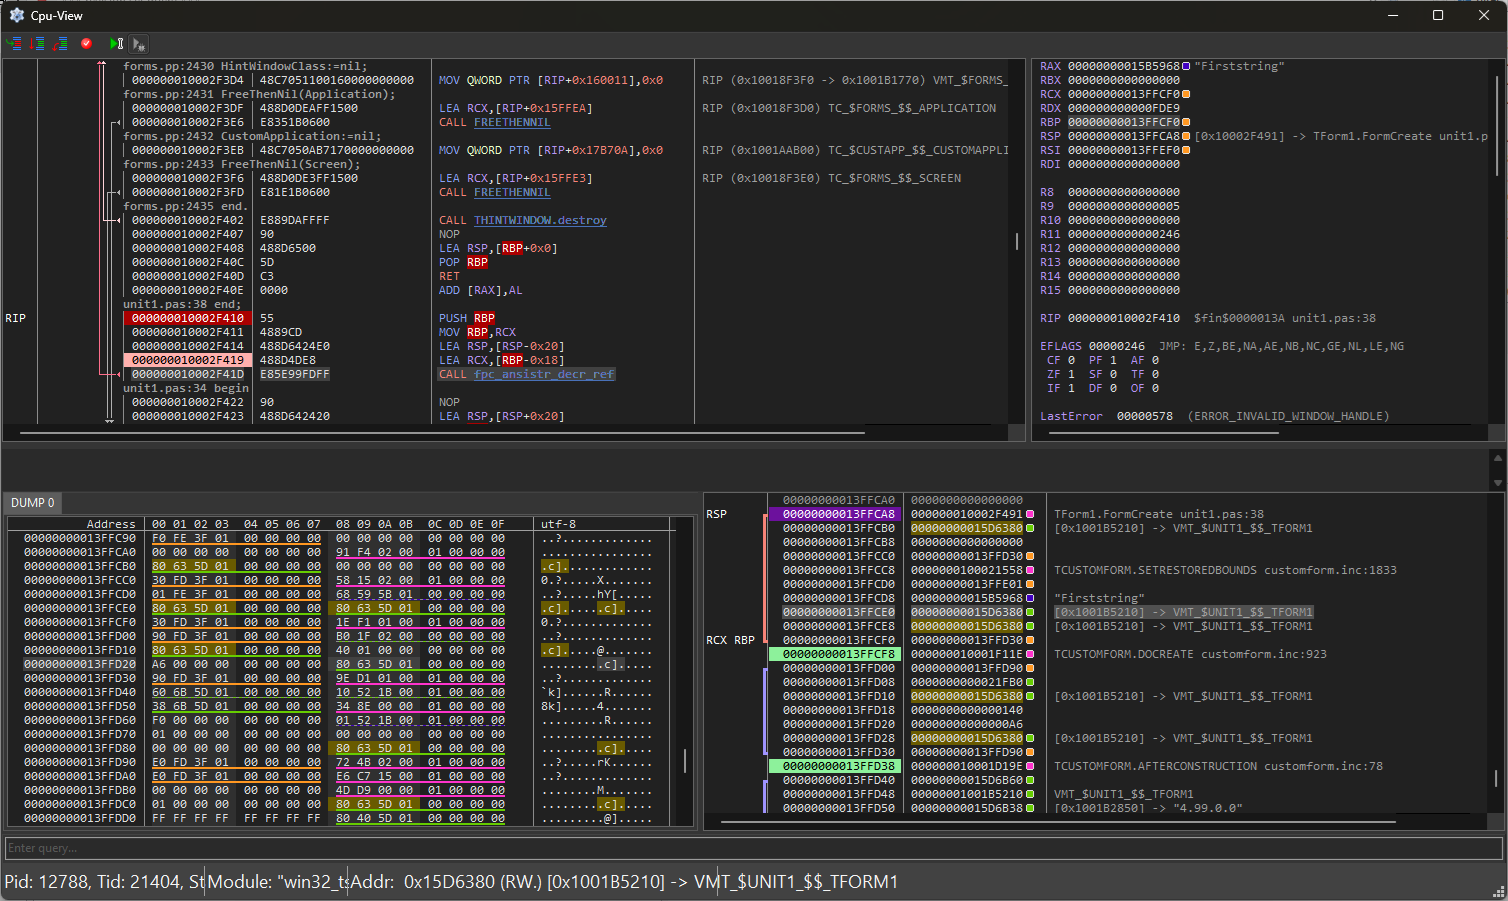 Cpu-View
forms.pp:2430 HintWindowClass:=nil;
000000010002F3D4 48C7051100160000000000 MOV QWORD PTR [RIP+0x160011],0x0 RIP (0x10018F3F0 -> 0x1001B1770) VMT_$FORMS_
forms.pp:2431 FreeThenNil(Application);
000000010002F3DF 488D0DEAFF1500 LEA RCX,[RIP+0x15FFEA] RIP (0x10018F3D0) TC_$FORMS_$$_APPLICATION
000000010002F3E6 E8351B0600 CALL FREETHENNIL
forms.pp:2432 CustomApplication:=nil;
000000010002F3EB 48C7050AB7170000000000 MOV QWORD PTR [RIP+0x17B70A],0x0 RIP (0x1001AAB00) TC_$CUSTAPP_$$_CUSTOMAPPLI
forms.pp:2433 FreeThenNil(Screen);
000000010002F3F6 488D0DE3FF1500 LEA RCX,[RIP+0x15FFE3] RIP (0x10018F3E0) TC_$FORMS_$$_SCREEN
000000010002F3FD E81E1B0600 CALL FREETHENNIL
forms.pp:2435 end.
000000010002F402 E889DAFFFF CALL THINTWINDOW.destroy
000000010002F407 90 NOP
000000010002F408 488D6500 LEA RSP,[RBP+0x0]
000000010002F40C 5D POP RBP
000000010002F40D C3 RET
000000010002F40E 0000 ADD [RAX],AL
unit1.pas:38 end;
RIP 000000010002F410 55 PUSH RBP
000000010002F411 4889CD MOV RBP,RCX
000000010002F414 488D6424E0 LEA RSP,[RSP-0x20]
000000010002F419 488D4DE8 LEA RCX,[RBP-0x18]
000000010002F41D E85E99FDFF CALL fpc_ansistr_decr_ref
unit1.pas:34 begin
000000010002F422 90 NOP
000000010002F423 488D642420 LEA RSP,[RSP+0x20]
RAX 00000000015B5968 "Firststring"
RBX 0000000000000000
RCX 00000000013FFCF0
RDX 000000000000FDE9
RBP 00000000013FFCF0
RSP 00000000013FFCA8 [0x10002F491] -> TForm1.FormCreate unit1.p
RSI 00000000013FFEF0
RDI 0000000000000000
R8 0000000000000000
R9 0000000000000005
R10 0000000000000000
R11 0000000000000246
R12 0000000000000000
R13 0000000000000000
R14 0000000000000000
R15 0000000000000000
RIP 000000010002F410 $fin$0000013A unit1.pas:38
EFLAGS 00000246 JMP: E,Z,BE,NA,AE,NB,NC,GE,NL,LE,NG
CF 0 PF 1 AF 0
ZF 1 SF 0 TF 0
IF 1 DF 0 OF 0
LastError 00000578 (ERROR_INVALID_WINDOW_HANDLE)
DUMP 0
Address 00 01 02 03 04 05 06 07 08 09 0A 0B 0C 0D 0E 0F utf-8
00000000013FFC90 F0 FE 3F 01 00 00 00 00 00 00 00 00 00 00 00 00 ..?.............
00000000013FFCA0 00 00 00 00 00 00 00 00 91 F4 02 00 01 00 00 00 ................
00000000013FFCB0 80 63 5D 01 00 00 00 00 00 00 00 00 00 00 00 00 .c].............
00000000013FFCC0 30 FD 3F 01 00 00 00 00 58 15 02 00 01 00 00 00 0.?.....X.......
00000000013FFCD0 01 FE 3F 01 00 00 00 00 68 59 5B 01 00 00 00 00 ..?.....hY[.....
00000000013FFCE0 80 63 5D 01 00 00 00 00 80 63 5D 01 00 00 00 00 .c]......c].....
00000000013FFCF0 30 FD 3F 01 00 00 00 00 1E F1 01 00 01 00 00 00 0.?.............
00000000013FFD00 90 FD 3F 01 00 00 00 00 B0 1F 02 00 00 00 00 00 ..?.............
00000000013FFD10 80 63 5D 01 00 00 00 00 40 01 00 00 00 00 00 00 .c].....@.......
00000000013FFD20 A6 00 00 00 00 00 00 00 80 63 5D 01 00 00 00 00 .........c].....
00000000013FFD30 90 FD 3F 01 00 00 00 00 9E D1 01 00 01 00 00 00 ..?.............
00000000013FFD40 60 6B 5D 01 00 00 00 00 10 52 1B 00 01 00 00 00 `k]......R......
00000000013FFD50 38 6B 5D 01 00 00 00 00 34 8E 00 00 01 00 00 00 8k].....4.......
00000000013FFD60 F0 00 00 00 00 00 00 00 01 52 1B 00 01 00 00 00 .........R......
00000000013FFD70 01 00 00 00 00 00 00 00 00 00 00 00 00 00 00 00 ................
00000000013FFD80 00 00 00 00 00 00 00 00 80 63 5D 01 00 00 00 00 .........c].....
00000000013FFD90 E0 FD 3F 01 00 00 00 00 72 4B 02 00 01 00 00 00 ..?.....rK......
00000000013FFDA0 E0 FD 3F 01 00 00 00 00 E6 C7 15 00 01 00 00 00 ..?.............
00000000013FFDB0 00 00 00 00 00 00 00 00 4D D9 00 00 01 00 00 00 ........M.......
00000000013FFDC0 01 00 00 00 00 00 00 00 80 63 5D 01 00 00 00 00 .........c].....
00000000013FFDD0 FF FF FF FF FF FF FF FF 80 40 5D 01 00 00 00 00 .........@].....
00000000013FFCA0 0000000000000000
RSP 00000000013FFCA8 000000010002F491 TForm1.FormCreate unit1.pas:38
00000000013FFCB0 00000000015D6380 [0x1001B5210] -> VMT_$UNIT1_$$_TFORM1
00000000013FFCB8 0000000000000000
00000000013FFCC0 00000000013FFD30
00000000013FFCC8 0000000100021558 TCUSTOMFORM.SETRESTOREDBOUNDS customform.inc:1833
00000000013FFCD0 00000000013FFE01
00000000013FFCD8 00000000015B5968 "Firststring"
00000000013FFCE0 00000000015D6380 [0x1001B5210] -> VMT_$UNIT1_$$_TFORM1
00000000013FFCE8 00000000015D6380 [0x1001B5210] -> VMT_$UNIT1_$$_TFORM1
RCX RBP 00000000013FFCF0 00000000013FFD30
00000000013FFCF8 000000010001F11E TCUSTOMFORM.DOCREATE customform.inc:923
00000000013FFD00 00000000013FFD90
00000000013FFD08 0000000000021FB0
00000000013FFD10 00000000015D6380 [0x1001B5210] -> VMT_$UNIT1_$$_TFORM1
00000000013FFD18 0000000000000140
00000000013FFD20 00000000000000A6
00000000013FFD28 00000000015D6380 [0x1001B5210] -> VMT_$UNIT1_$$_TFORM1
00000000013FFD30 00000000013FFD90
00000000013FFD38 000000010001D19E TCUSTOMFORM.AFTERCONSTRUCTION customform.inc:78
00000000013FFD40 00000000015D6B60
00000000013FFD48 00000001001B5210 VMT_$UNIT1_$$_TFORM1
00000000013FFD50 00000000015D6B38 [0x1001B2850] -> "4.99.0.0"
Enter query...
Pid: 12788, Tid: 21404, St Module: "win32_ts Addr: 0x15D6380 (RW.) [0x1001B5210] -> VMT_$UNIT1_$$_TFORM1